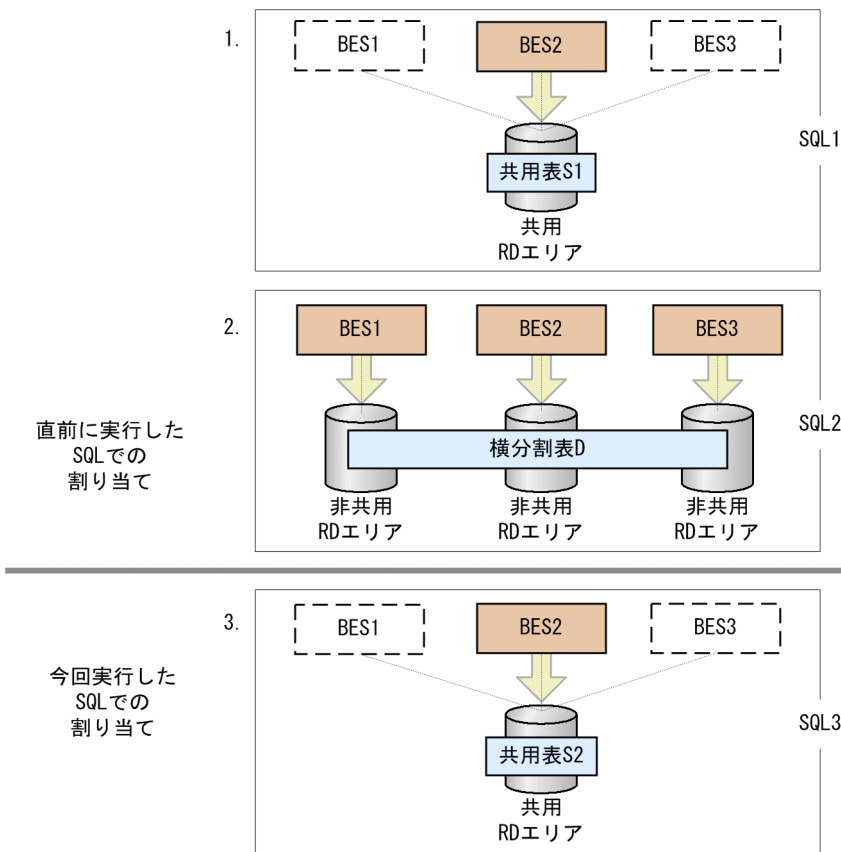 1.
BES1
BES2
BES3
共用表S1
共用
RDエリア
SQL1
2.
BES1
BES2
BES3
横分割表D
非共用
RDエリア
非共用
RDエリア
非共用
RDエリア
SQL2
直前に実行した
SQLでの
割り当て
3.
BES1
BES2
BES3
共用表S2
共用
RDエリア
SQL3
今回実行した
SQLでの
割り当て